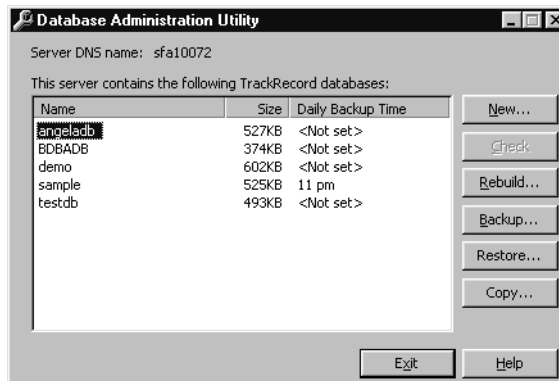 Database Administration Utility
Server DNS name: sfa10072
This server contains the following TrackRecord databases:
Name Size Daily Backup Time
angeladb 527KB <Not set>
BDBADB 374KB <Not set>
demo 602KB <Not set>
sample 525KB 11 pm
testdb 493KB <Not set>
New...
Check
Rebuild...
Backup...
Restore...
Copy...
Exit Help